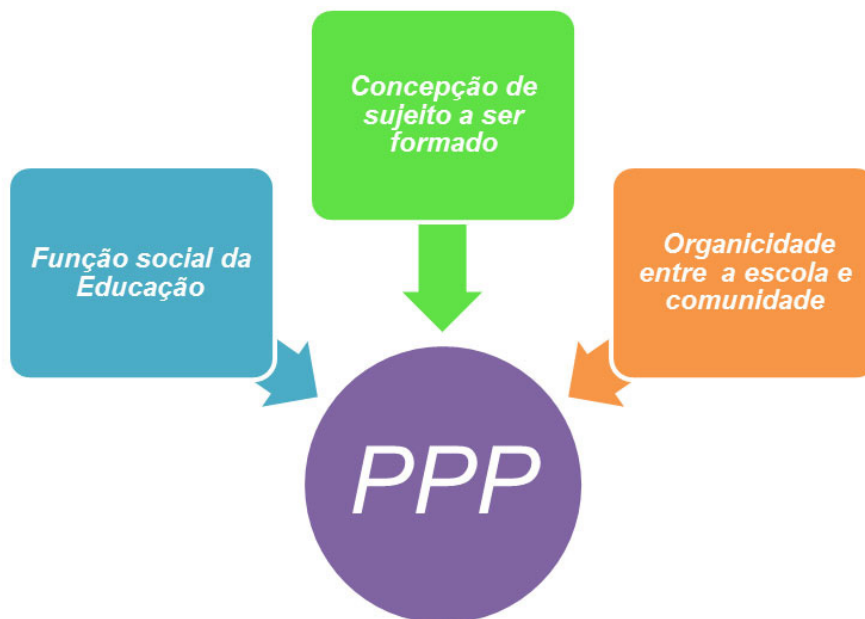 Concepção de
sujeito a ser
formado
Função social da
Educação
Organicidade
entre a escola e
comunidade
PPP